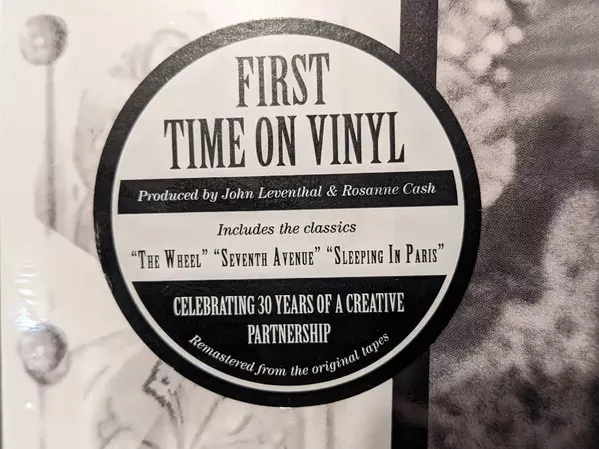 FIRST
TIME ON VINYL
Produced by John Leventhal & Rosanne Cash
Includes the classics
“THE WHEEL” “SEVENTH AVENUE” “SLEEPING IN PARIS”
CELEBRATING 30 YEARS OF A CREATIVE
PARTNERSHIP
Remastered from the original tapes